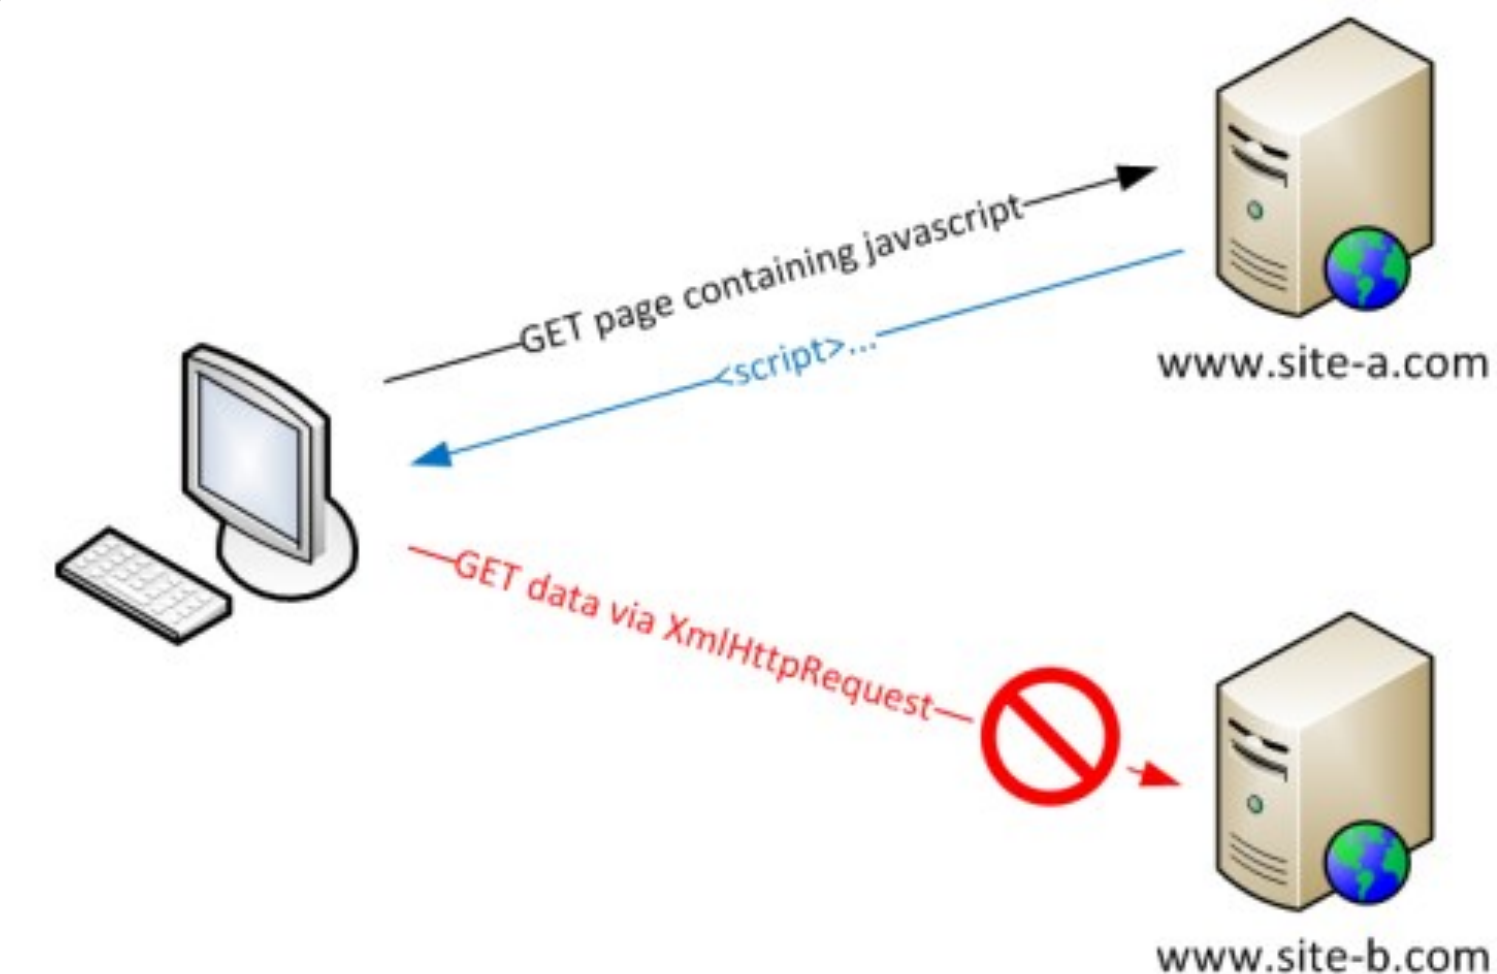 GET page containing javascript
www.site-a.com
<script>...
GET data via XmlHttpRequest
www.site-b.com